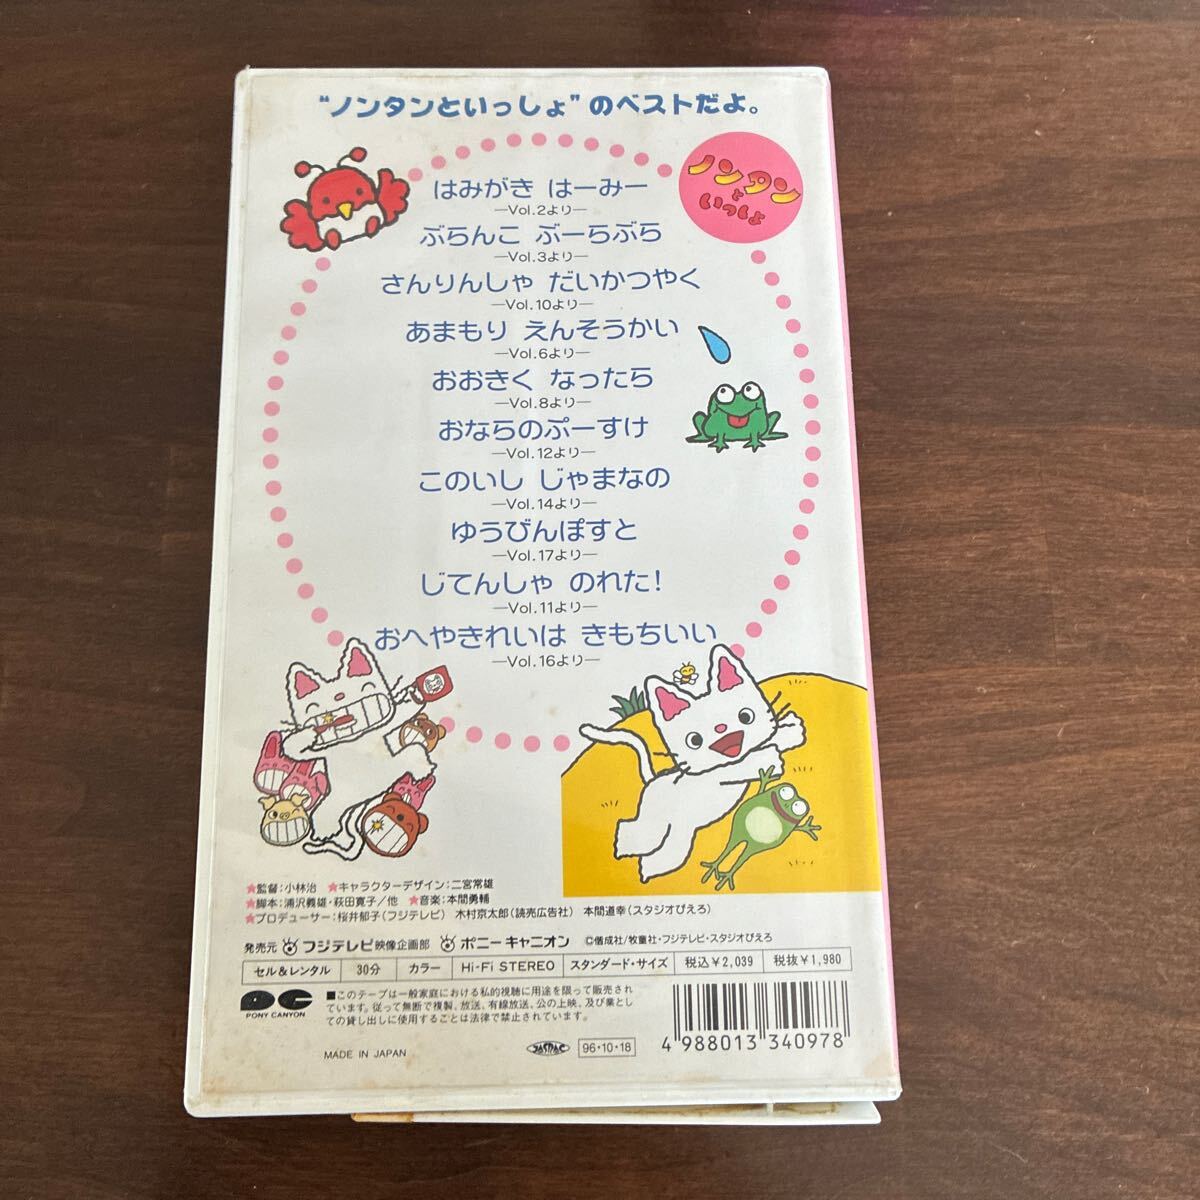 “ノンタンといっしょ”のベストだよ。
ノンタン
と
いっしょ
はみがき はーみー
—Vol.2より—
ぶらんこ ぶーらぶら
—Vol.3より—
さんりんしゃ だいかつやく
—Vol.10より—
あまもり えんそうかい
—Vol.6より—
おおきく なったら
—Vol.8より—
おならのぷーすけ
—Vol.12より—
このいし じゃまなの
—Vol.14より—
ゆうびんぽすと
—Vol.17より—
じてんしゃ のれた!
—Vol.11より—
おへやきれいは きもちいい
—Vol.16より—
★監督:小林治 ★キャラクターデザイン:二宮常雄
★脚本:浦沢義雄・萩田寛子/他 ★音楽:本間勇輔
★プロデューサー:桜井郁子(フジテレビ) 木村京太郎(読売広告社) 本間道幸(スタジオぴえろ)
発売元 フジテレビ映像企画部 ポニーキャニオン ©偕成社/牧童社・フジテレビ・スタジオぴえろ
セル&レンタル 30分 カラー Hi-Fi STEREO スタンダード・サイズ 税込¥2,039 税抜¥1,980
PONY CANYON
■このテープは一般家庭における私的視聴に用途を限って販売され
ています。従って無断で複製、放送、有線放送、公の上映、及び業とし
ての貸し出しに使用することは法律で禁止されています。
MADE IN JAPAN
JASRAC
96・10・18
4 988013 340978